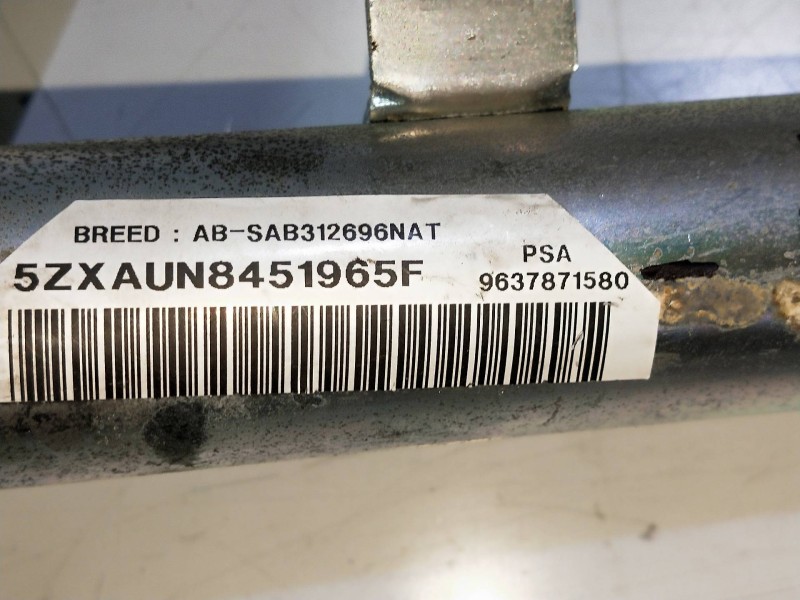 BREED : AB-SAB312696NAT
5ZXAUN8451965F
PSA
9637871580